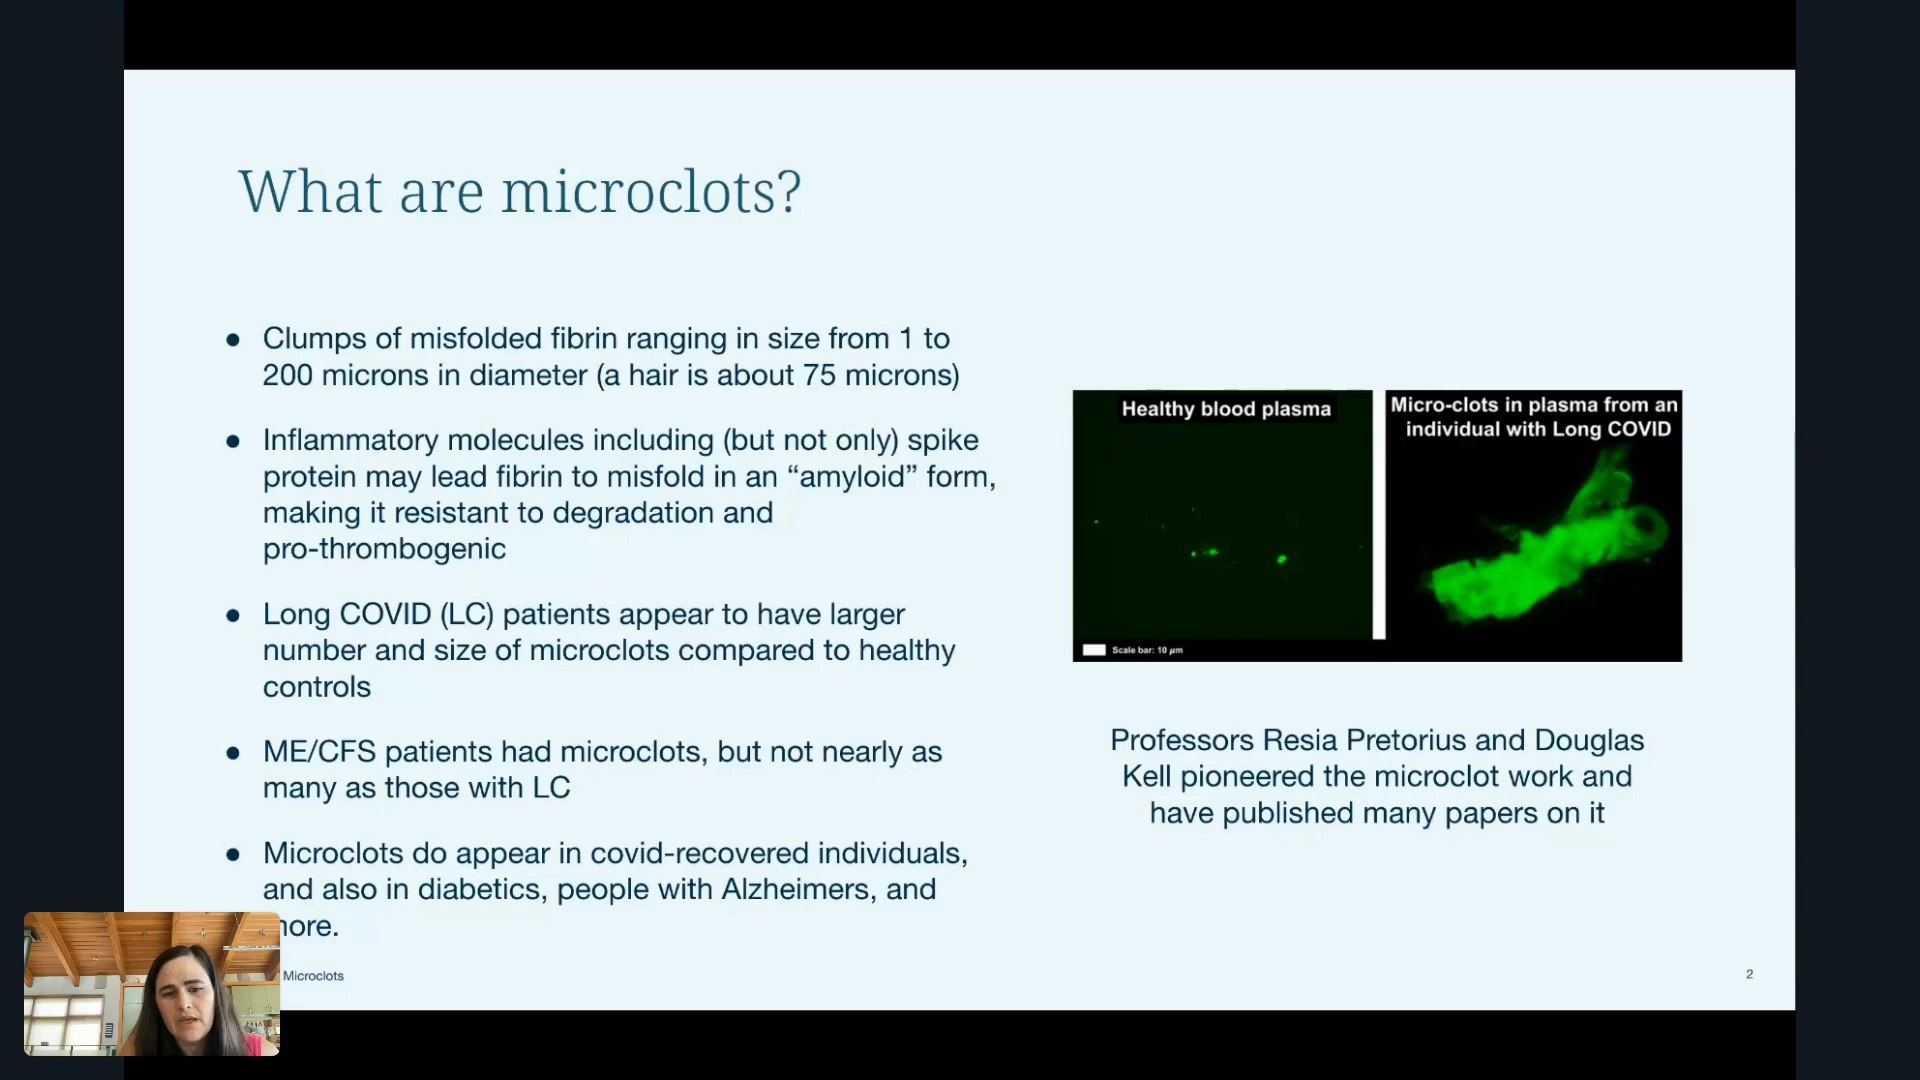 What are microclots?
● Clumps of misfolded fibrin ranging in size from 1 to
200 microns in diameter (a hair is about 75 microns)
● Inflammatory molecules including (but not only) spike
protein may lead fibrin to misfold in an “amyloid” form,
making it resistant to degradation and
pro-thrombogenic
● Long COVID (LC) patients appear to have larger
number and size of microclots compared to healthy
controls
● ME/CFS patients had microclots, but not nearly as
many as those with LC
● Microclots do appear in covid-recovered individuals,
and also in diabetics, people with Alzheimers, and
more.
Healthy blood plasma
Micro-clots in plasma from an
individual with Long COVID
Scale bar: 10 μm
Professors Resia Pretorius and Douglas
Kell pioneered the microclot work and
have published many papers on it
Microclots
2